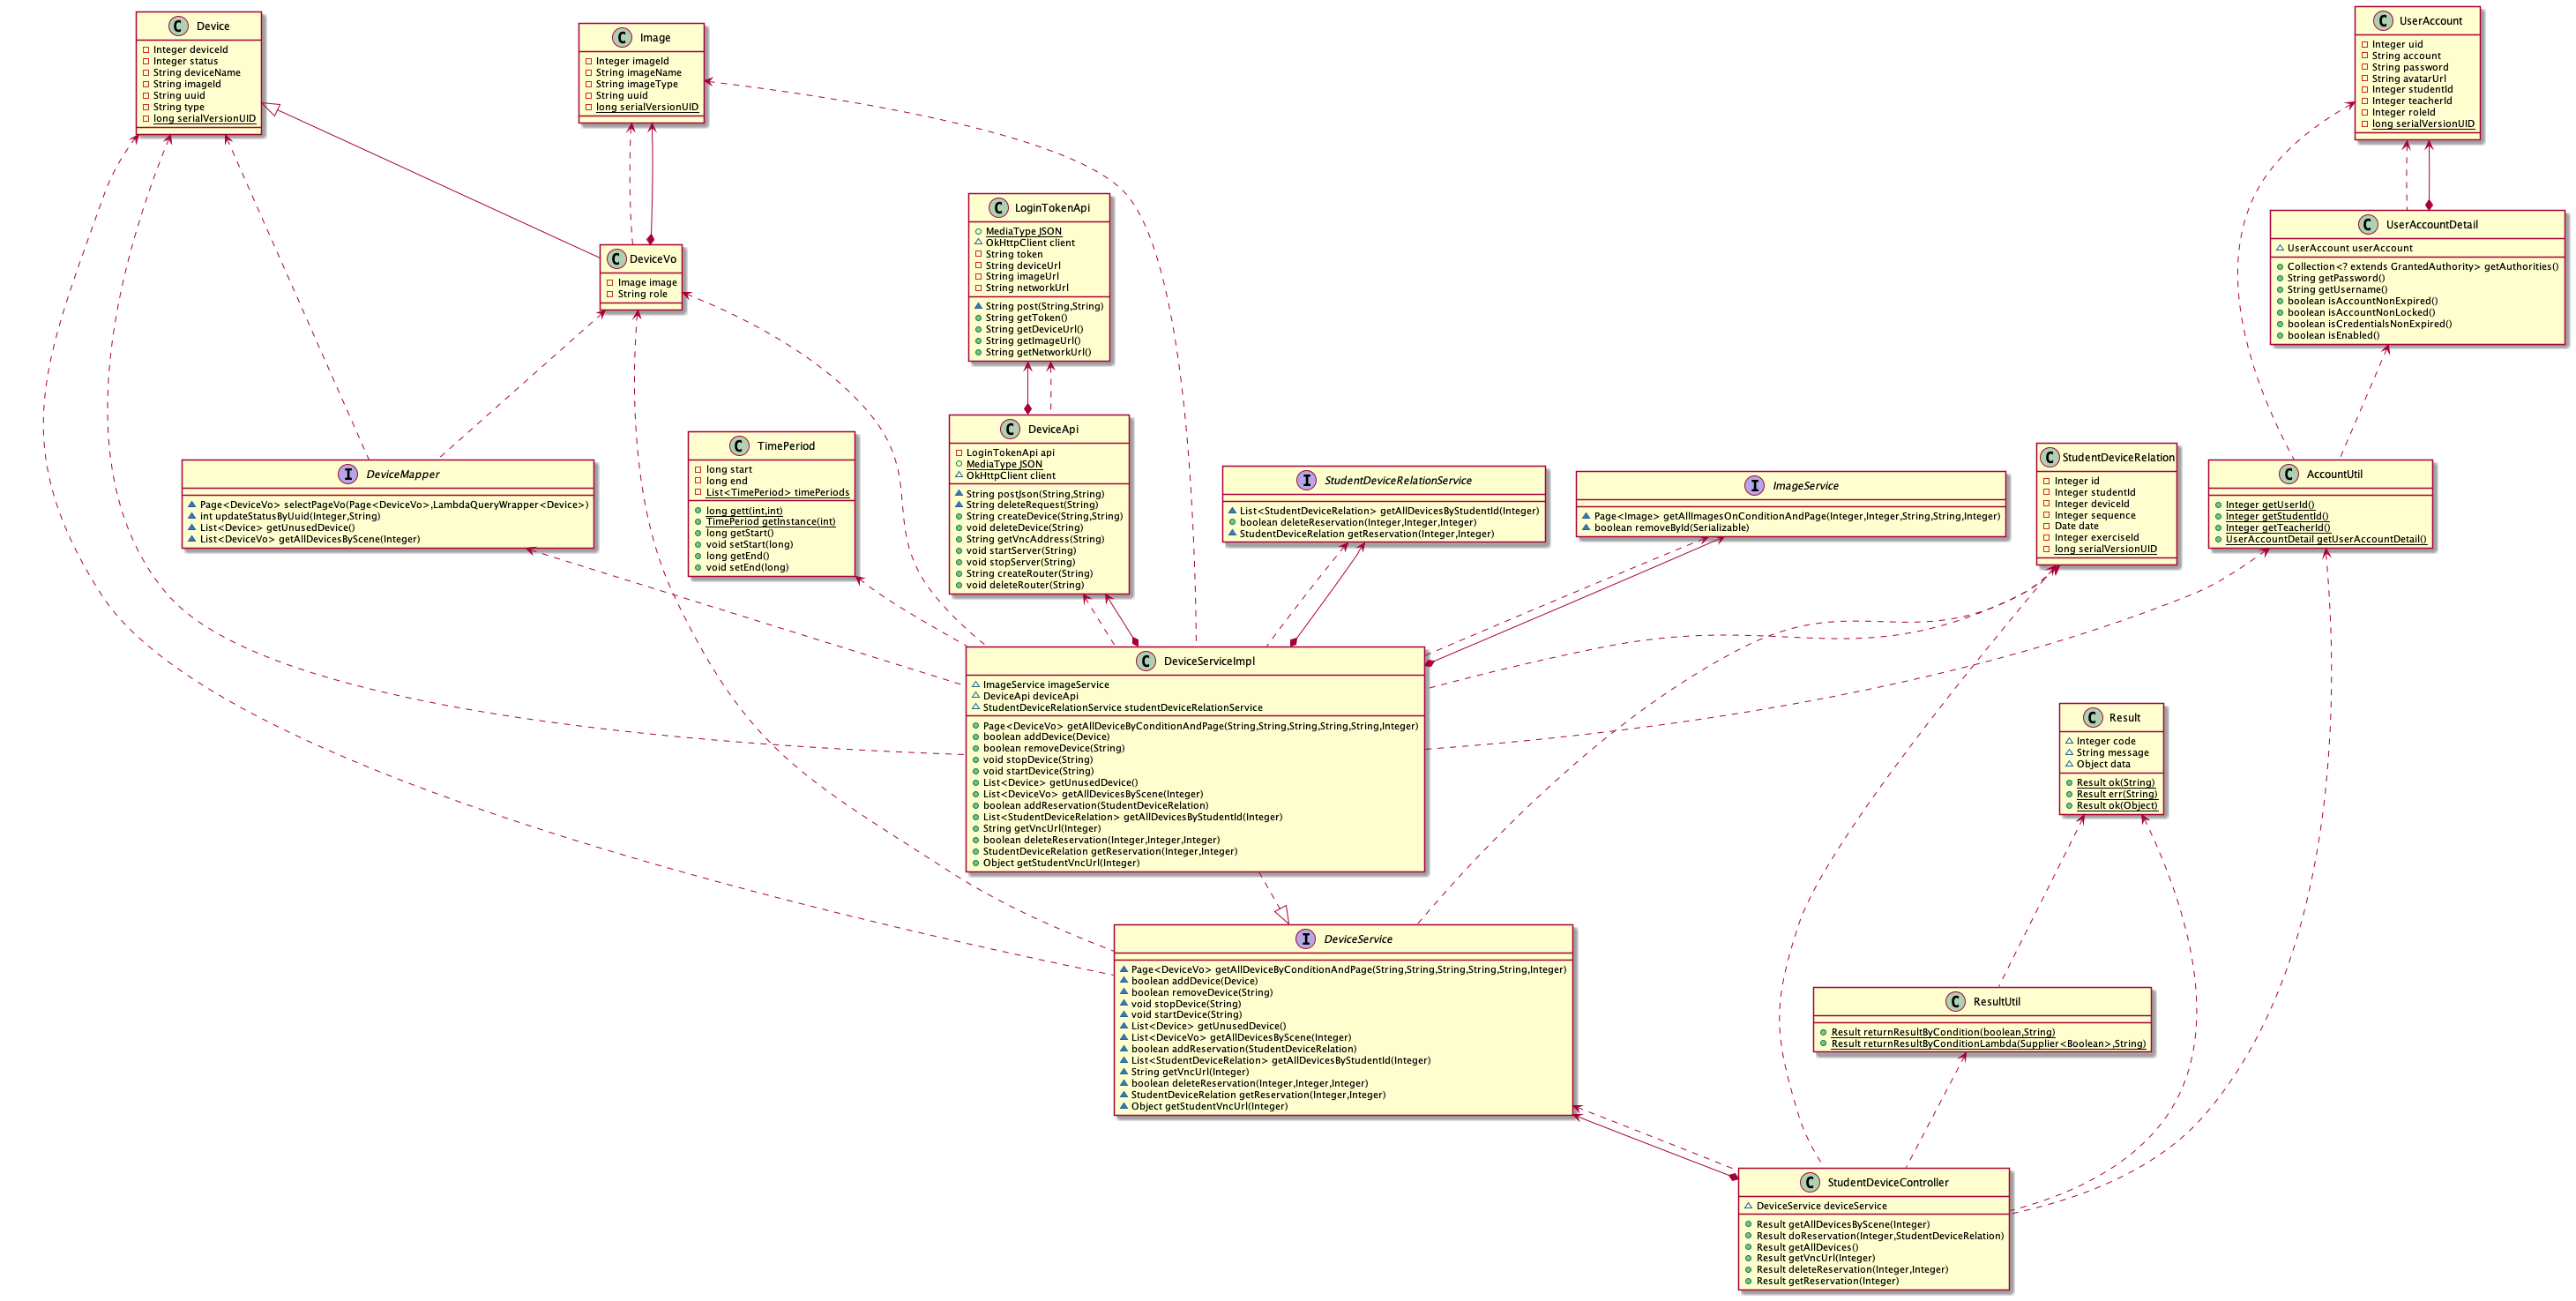 C Device
Integer deviceId
Integer status
String deviceName
String imageId
String uuid
String type
long serialVersionUID
C Image
Integer imageId
String imageName
String imageType
String uuid
long serialVersionUID
C UserAccount
Integer uid
String account
String password
String avatarUrl
Integer studentId
Integer teacherId
Integer roleId
long serialVersionUID
C LoginTokenApi
MediaType JSON
OkHttpClient client
String token
String deviceUrl
String imageUrl
String networkUrl
String post(String,String)
String getToken()
String getDeviceUrl()
String getImageUrl()
String getNetworkUrl()
C UserAccountDetail
UserAccount userAccount
Collection<? extends GrantedAuthority> getAuthorities()
String getPassword()
String getUsername()
boolean isAccountNonExpired()
boolean isAccountNonLocked()
boolean isCredentialsNonExpired()
boolean isEnabled()
C DeviceVo
Image image
String role
C DeviceApi
LoginTokenApi api
MediaType JSON
OkHttpClient client
String postJson(String,String)
String deleteRequest(String)
String createDevice(String,String)
void deleteDevice(String)
String getVncAddress(String)
void startServer(String)
void stopServer(String)
String createRouter(String)
void deleteRouter(String)
C TimePeriod
long start
long end
List<TimePeriod> timePeriods
long gett(int,int)
TimePeriod getInstance(int)
long getStart()
void setStart(long)
long getEnd()
void setEnd(long)
I DeviceMapper
Page<DeviceVo> selectPageVo(Page<DeviceVo>,LambdaQueryWrapper<Device>)
int updateStatusByUuid(Integer,String)
List<Device> getUnusedDevice()
List<DeviceVo> getAllDevicesByScene(Integer)
I StudentDeviceRelationService
List<StudentDeviceRelation> getAllDevicesByStudentId(Integer)
boolean deleteReservation(Integer,Integer,Integer)
StudentDeviceRelation getReservation(Integer,Integer)
I ImageService
Page<Image> getAllImagesOnConditionAndPage(Integer,Integer,String,String,Integer)
boolean removeById(Serializable)
C StudentDeviceRelation
Integer id
Integer studentId
Integer deviceId
Integer sequence
Date date
Integer exerciseId
long serialVersionUID
C AccountUtil
Integer getUserId()
Integer getStudentId()
Integer getTeacherId()
UserAccountDetail getUserAccountDetail()
C DeviceServiceImpl
ImageService imageService
DeviceApi deviceApi
StudentDeviceRelationService studentDeviceRelationService
Page<DeviceVo> getAllDeviceByConditionAndPage(String,String,String,String,String,Integer)
boolean addDevice(Device)
boolean removeDevice(String)
void stopDevice(String)
void startDevice(String)
List<Device> getUnusedDevice()
List<DeviceVo> getAllDevicesByScene(Integer)
boolean addReservation(StudentDeviceRelation)
List<StudentDeviceRelation> getAllDevicesByStudentId(Integer)
String getVncUrl(Integer)
boolean deleteReservation(Integer,Integer,Integer)
StudentDeviceRelation getReservation(Integer,Integer)
Object getStudentVncUrl(Integer)
C Result
Integer code
String message
Object data
Result ok(String)
Result err(String)
Result ok(Object)
I DeviceService
Page<DeviceVo> getAllDeviceByConditionAndPage(String,String,String,String,String,Integer)
boolean addDevice(Device)
boolean removeDevice(String)
void stopDevice(String)
void startDevice(String)
List<Device> getUnusedDevice()
List<DeviceVo> getAllDevicesByScene(Integer)
boolean addReservation(StudentDeviceRelation)
List<StudentDeviceRelation> getAllDevicesByStudentId(Integer)
String getVncUrl(Integer)
boolean deleteReservation(Integer,Integer,Integer)
StudentDeviceRelation getReservation(Integer,Integer)
Object getStudentVncUrl(Integer)
C ResultUtil
Result returnResultByCondition(boolean,String)
Result returnResultByConditionLambda(Supplier<Boolean>,String)
C StudentDeviceController
DeviceService deviceService
Result getAllDevicesByScene(Integer)
Result doReservation(Integer,StudentDeviceRelation)
Result getAllDevices()
Result getVncUrl(Integer)
Result deleteReservation(Integer,Integer)
Result getReservation(Integer)